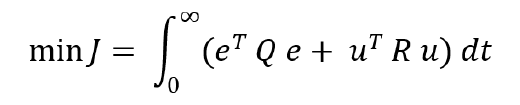 min J = ∫₀^∞ (eᵀ Q e + uᵀ R u) dt